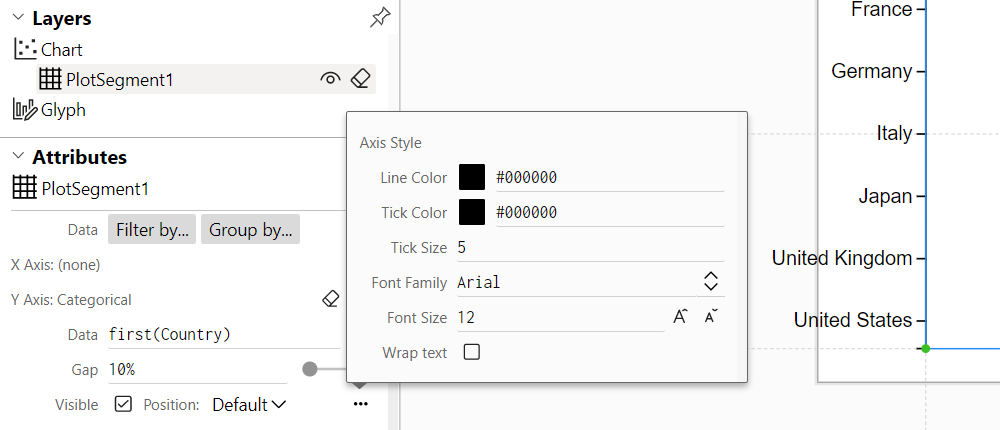 Layers
Chart
PlotSegment1
Glyph
Attributes
PlotSegment1
Data Filter by... Group by...
X Axis: (none)
Y Axis: Categorical
Data first(Country)
Gap 10%
Visible Position: Default
Axis Style
Line Color #000000
Tick Color #000000
Tick Size 5
Font Family Arial
Font Size 12 A A
Wrap text
France
Germany
Italy
Japan
United Kingdom
United States